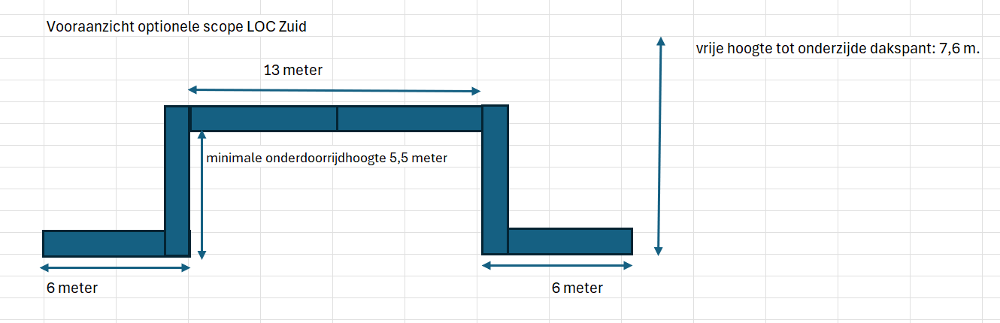 Vooraanzicht optionele scope LOC Zuid
vrije hoogte tot onderzijde dakspant: 7,6 m.
13 meter
minimale onderdoorrijdhoogte 5,5 meter
6 meter
6 meter